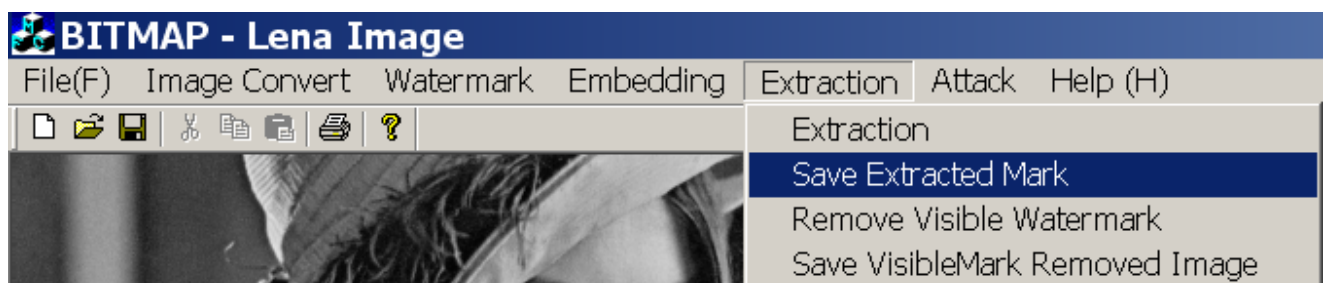 BITMAP - Lena Image
File(F) Image Convert Watermark Embedding Extraction Attack Help (H)
Extraction
Save Extracted Mark
Remove Visible Watermark
Save VisibleMark Removed Image